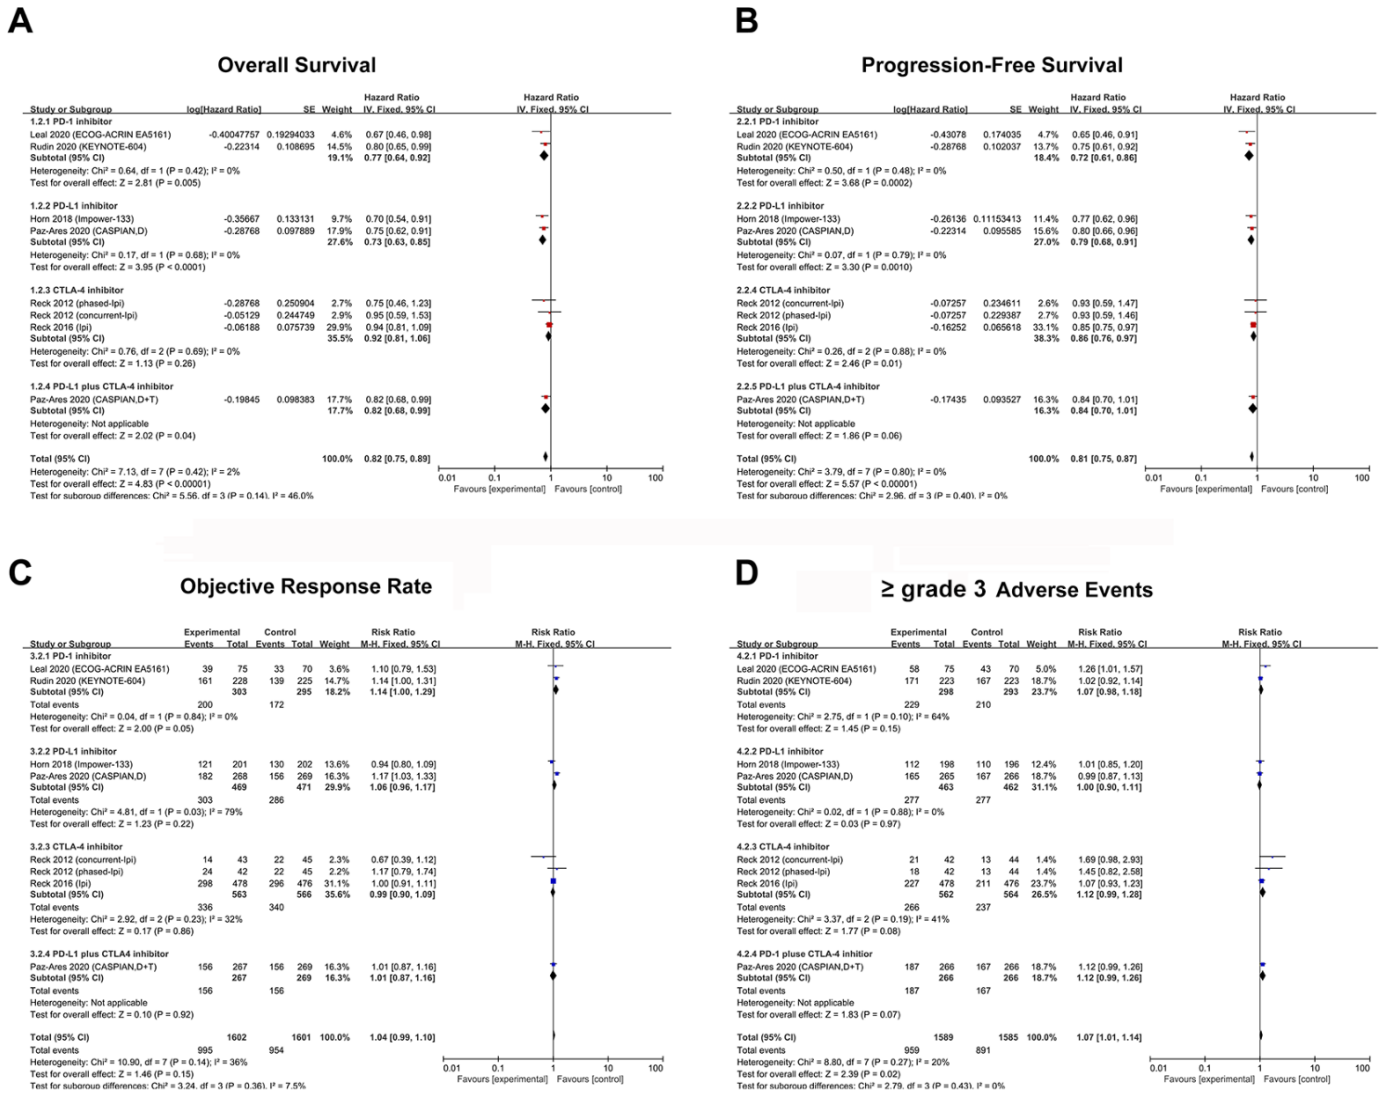 A
Overall Survival
Hazard Ratio Hazard Ratio
Study or Subgroup log[Hazard Ratio] SE Weight IV, Fixed, 95% CI IV, Fixed, 95% CI
1.2.1 PD-1 inhibitor
Leal 2020 (ECOG-ACRIN EA5161) -0.40047757 0.19294033 4.6% 0.67 [0.46, 0.98]
Rudin 2020 (KEYNOTE-604) -0.22314 0.108695 14.5% 0.80 [0.65, 0.99]
Subtotal (95% CI) 19.1% 0.77 [0.64, 0.92]
Heterogeneity: Chi² = 0.64, df = 1 (P = 0.42); I² = 0%
Test for overall effect: Z = 2.81 (P = 0.005)
1.2.2 PD-L1 inhibitor
Horn 2018 (Impower-133) -0.35667 0.133131 9.7% 0.70 [0.54, 0.91]
Paz-Ares 2020 (CASPIAN,D) -0.28768 0.097889 17.9% 0.75 [0.62, 0.91]
Subtotal (95% CI) 27.6% 0.73 [0.63, 0.85]
Heterogeneity: Chi² = 0.17, df = 1 (P = 0.68); I² = 0%
Test for overall effect: Z = 3.95 (P < 0.0001)
1.2.3 CTLA-4 inhibitor
Reck 2012 (phased-Ipi) -0.28768 0.250904 2.7% 0.75 [0.46, 1.23]
Reck 2012 (concurrent-Ipi) -0.05129 0.244749 2.9% 0.95 [0.59, 1.53]
Reck 2016 (Ipi) -0.06188 0.075739 29.9% 0.94 [0.81, 1.09]
Subtotal (95% CI) 35.5% 0.92 [0.81, 1.06]
Heterogeneity: Chi² = 0.76, df = 2 (P = 0.69); I² = 0%
Test for overall effect: Z = 1.13 (P = 0.26)
1.2.4 PD-L1 plus CTLA-4 inhibitor
Paz-Ares 2020 (CASPIAN,D+T) -0.19845 0.098383 17.7% 0.82 [0.68, 0.99]
Subtotal (95% CI) 17.7% 0.82 [0.68, 0.99]
Heterogeneity: Not applicable
Test for overall effect: Z = 2.02 (P = 0.04)
Total (95% CI) 100.0% 0.82 [0.75, 0.89]
Heterogeneity: Chi² = 7.13, df = 7 (P = 0.42); I² = 2%
Test for overall effect: Z = 4.83 (P < 0.00001)
Test for subgroup differences: Chi² = 5.56, df = 3 (P = 0.14), I² = 46.0%
0.01 0.1 1 10 100
Favours [experimental] Favours [control]
B
Progression-Free Survival
Hazard Ratio Hazard Ratio
Study or Subgroup log[Hazard Ratio] SE Weight IV, Fixed, 95% CI IV, Fixed, 95% CI
2.2.1 PD-1 inhibitor
Leal 2020 (ECOG-ACRIN EA5161) -0.43078 0.174035 4.7% 0.65 [0.46, 0.91]
Rudin 2020 (KEYNOTE-604) -0.28768 0.102037 13.7% 0.75 [0.61, 0.92]
Subtotal (95% CI) 18.4% 0.72 [0.61, 0.86]
Heterogeneity: Chi² = 0.50, df = 1 (P = 0.48); I² = 0%
Test for overall effect: Z = 3.68 (P = 0.0002)
2.2.2 PD-L1 inhibitor
Horn 2018 (Impower-133) -0.26136 0.11153413 11.4% 0.77 [0.62, 0.96]
Paz-Ares 2020 (CASPIAN,D) -0.22314 0.095585 15.6% 0.80 [0.66, 0.96]
Subtotal (95% CI) 27.0% 0.79 [0.68, 0.91]
Heterogeneity: Chi² = 0.07, df = 1 (P = 0.79); I² = 0%
Test for overall effect: Z = 3.30 (P = 0.0010)
2.2.4 CTLA-4 inhibitor
Reck 2012 (concurrent-Ipi) -0.07257 0.234611 2.6% 0.93 [0.59, 1.47]
Reck 2012 (phased-Ipi) -0.07257 0.229387 2.7% 0.93 [0.59, 1.46]
Reck 2016 (Ipi) -0.16252 0.065618 33.1% 0.85 [0.75, 0.97]
Subtotal (95% CI) 38.3% 0.86 [0.76, 0.97]
Heterogeneity: Chi² = 0.26, df = 2 (P = 0.88); I² = 0%
Test for overall effect: Z = 2.46 (P = 0.01)
2.2.5 PD-L1 plus CTLA-4 inhibitor
Paz-Ares 2020 (CASPIAN,D+T) -0.17435 0.093527 16.3% 0.84 [0.70, 1.01]
Subtotal (95% CI) 16.3% 0.84 [0.70, 1.01]
Heterogeneity: Not applicable
Test for overall effect: Z = 1.86 (P = 0.06)
Total (95% CI) 100.0% 0.81 [0.75, 0.87]
Heterogeneity: Chi² = 3.79, df = 7 (P = 0.80); I² = 0%
Test for overall effect: Z = 5.57 (P < 0.00001)
Test for subgroup differences: Chi² = 2.96, df = 3 (P = 0.40), I² = 0%
0.01 0.1 1 10 100
Favours [experimental] Favours [control]
C
Objective Response Rate
Experimental Control Risk Ratio Risk Ratio
Study or Subgroup Events Total Events Total Weight M-H, Fixed, 95% CI M-H, Fixed, 95% CI
3.2.1 PD-1 inhibitor
Leal 2020 (ECOG-ACRIN EA5161) 39 75 33 70 3.6% 1.10 [0.79, 1.53]
Rudin 2020 (KEYNOTE-604) 161 228 139 225 14.7% 1.14 [1.00, 1.31]
Subtotal (95% CI) 303 295 18.2% 1.14 [1.00, 1.29]
Total events 200 172
Heterogeneity: Chi² = 0.04, df = 1 (P = 0.84); I² = 0%
Test for overall effect: Z = 2.00 (P = 0.05)
3.2.2 PD-L1 inhibitor
Horn 2018 (Impower-133) 121 201 130 202 13.6% 0.94 [0.80, 1.09]
Paz-Ares 2020 (CASPIAN,D) 182 268 156 269 16.3% 1.17 [1.03, 1.33]
Subtotal (95% CI) 469 471 29.9% 1.06 [0.96, 1.17]
Total events 303 286
Heterogeneity: Chi² = 4.81, df = 1 (P = 0.03); I² = 79%
Test for overall effect: Z = 1.23 (P = 0.22)
3.2.3 CTLA-4 inhibitor
Reck 2012 (concurrent-Ipi) 14 43 22 45 2.3% 0.67 [0.39, 1.12]
Reck 2012 (phased-Ipi) 24 42 22 45 2.2% 1.17 [0.79, 1.74]
Reck 2016 (Ipi) 298 478 296 476 31.1% 1.00 [0.91, 1.11]
Subtotal (95% CI) 563 566 35.6% 0.99 [0.90, 1.09]
Total events 336 340
Heterogeneity: Chi² = 2.92, df = 2 (P = 0.23); I² = 32%
Test for overall effect: Z = 0.17 (P = 0.86)
3.2.4 PD-L1 plus CTLA4 inhibitor
Paz-Ares 2020 (CASPIAN,D+T) 156 267 156 269 16.3% 1.01 [0.87, 1.16]
Subtotal (95% CI) 267 269 16.3% 1.01 [0.87, 1.16]
Total events 156 156
Heterogeneity: Not applicable
Test for overall effect: Z = 0.10 (P = 0.92)
Total (95% CI) 1602 1601 100.0% 1.04 [0.99, 1.10]
Total events 995 954
Heterogeneity: Chi² = 10.90, df = 7 (P = 0.14); I² = 36%
Test for overall effect: Z = 1.46 (P = 0.15)
Test for subgroup differences: Chi² = 3.24, df = 3 (P = 0.36), I² = 7.5%
0.01 0.1 1 10 100
Favours [experimental] Favours [control]
D
≥ grade 3 Adverse Events
Experimental Control Risk Ratio Risk Ratio
Study or Subgroup Events Total Events Total Weight M-H, Fixed, 95% CI M-H, Fixed, 95% CI
4.2.1 PD-1 inhibitor
Leal 2020 (ECOG-ACRIN EA5161) 58 75 43 70 5.0% 1.26 [1.01, 1.57]
Rudin 2020 (KEYNOTE-604) 171 223 167 223 18.7% 1.02 [0.92, 1.14]
Subtotal (95% CI) 298 293 23.7% 1.07 [0.98, 1.18]
Total events 229 210
Heterogeneity: Chi² = 2.75, df = 1 (P = 0.10); I² = 64%
Test for overall effect: Z = 1.45 (P = 0.15)
4.2.2 PD-L1 inhibitor
Horn 2018 (Impower-133) 112 198 110 196 12.4% 1.01 [0.85, 1.20]
Paz-Ares 2020 (CASPIAN,D) 165 265 167 266 18.7% 0.99 [0.87, 1.13]
Subtotal (95% CI) 463 462 31.1% 1.00 [0.90, 1.11]
Total events 277 277
Heterogeneity: Chi² = 0.02, df = 1 (P = 0.88); I² = 0%
Test for overall effect: Z = 0.03 (P = 0.97)
4.2.3 CTLA-4 inhibitor
Reck 2012 (concurrent-Ipi) 21 42 13 44 1.4% 1.69 [0.98, 2.93]
Reck 2012 (phased-Ipi) 18 42 13 44 1.4% 1.45 [0.82, 2.58]
Reck 2016 (Ipi) 227 478 211 476 23.7% 1.07 [0.93, 1.23]
Subtotal (95% CI) 562 564 26.5% 1.12 [0.99, 1.28]
Total events 266 237
Heterogeneity: Chi² = 3.37, df = 2 (P = 0.19); I² = 41%
Test for overall effect: Z = 1.77 (P = 0.08)
4.2.4 PD-1 pluse CTLA-4 inhitior
Paz-Ares 2020 (CASPIAN,D+T) 187 266 167 266 18.7% 1.12 [0.99, 1.26]
Subtotal (95% CI) 266 266 18.7% 1.12 [0.99, 1.26]
Total events 187 167
Heterogeneity: Not applicable
Test for overall effect: Z = 1.83 (P = 0.07)
Total (95% CI) 1589 1585 100.0% 1.07 [1.01, 1.14]
Total events 959 891
Heterogeneity: Chi² = 8.80, df = 7 (P = 0.27); I² = 20%
Test for overall effect: Z = 2.39 (P = 0.02)
Test for subgroup differences: Chi² = 2.79, df = 3 (P = 0.43), I² = 0%
0.01 0.1 1 10 100
Favours [experimental] Favours [control]